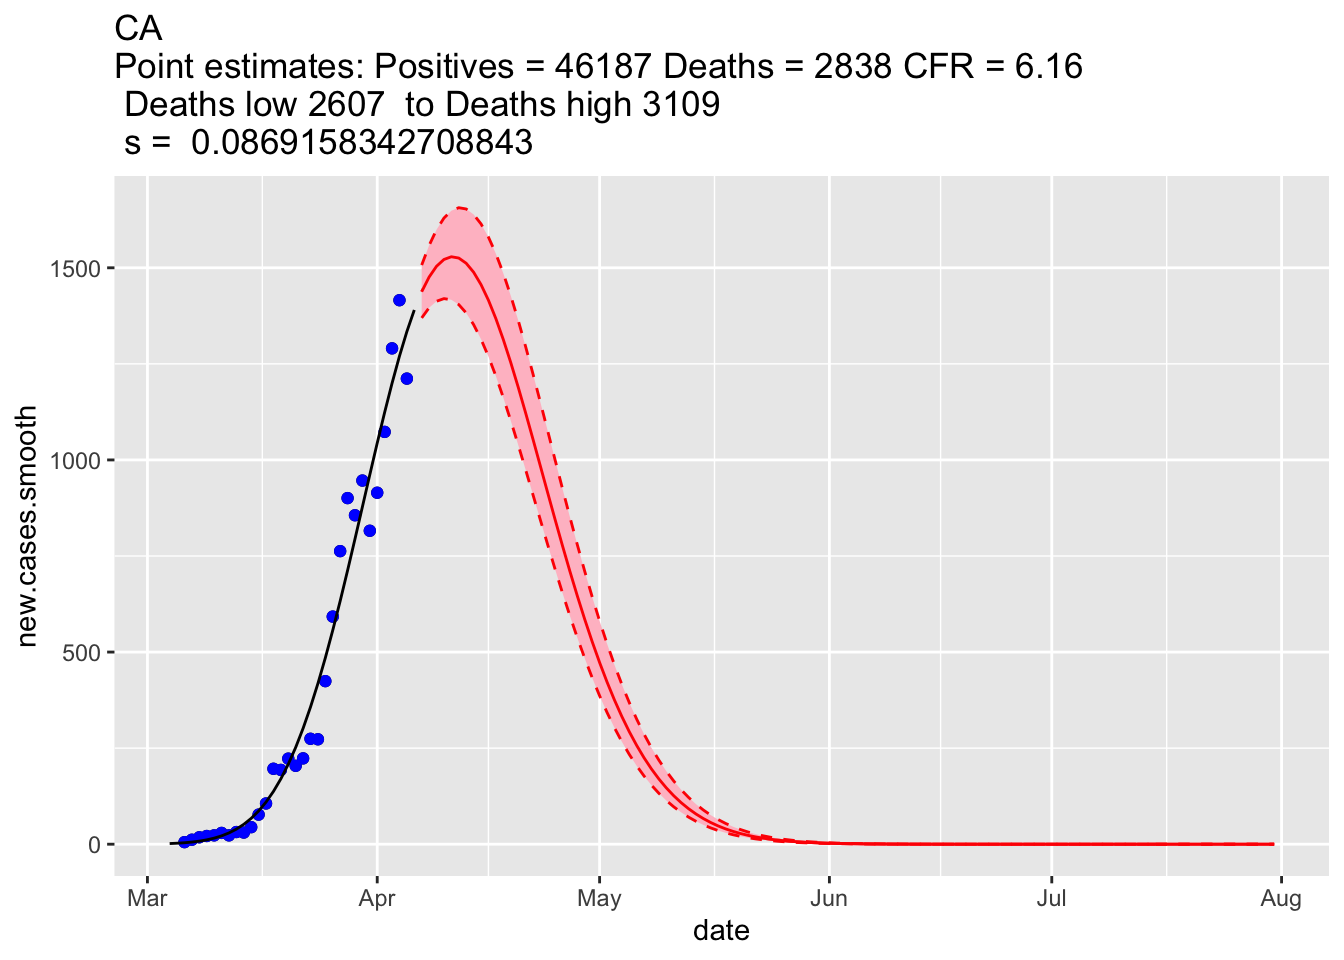 CA
Point estimates: Positives = 46187 Deaths = 2838 CFR = 6.16
Deaths low 2607  to Deaths high 3109
s =  0.0869158342708843
new.cases.smooth
1500
1000
500
0
Mar Apr May Jun Jul Aug
date